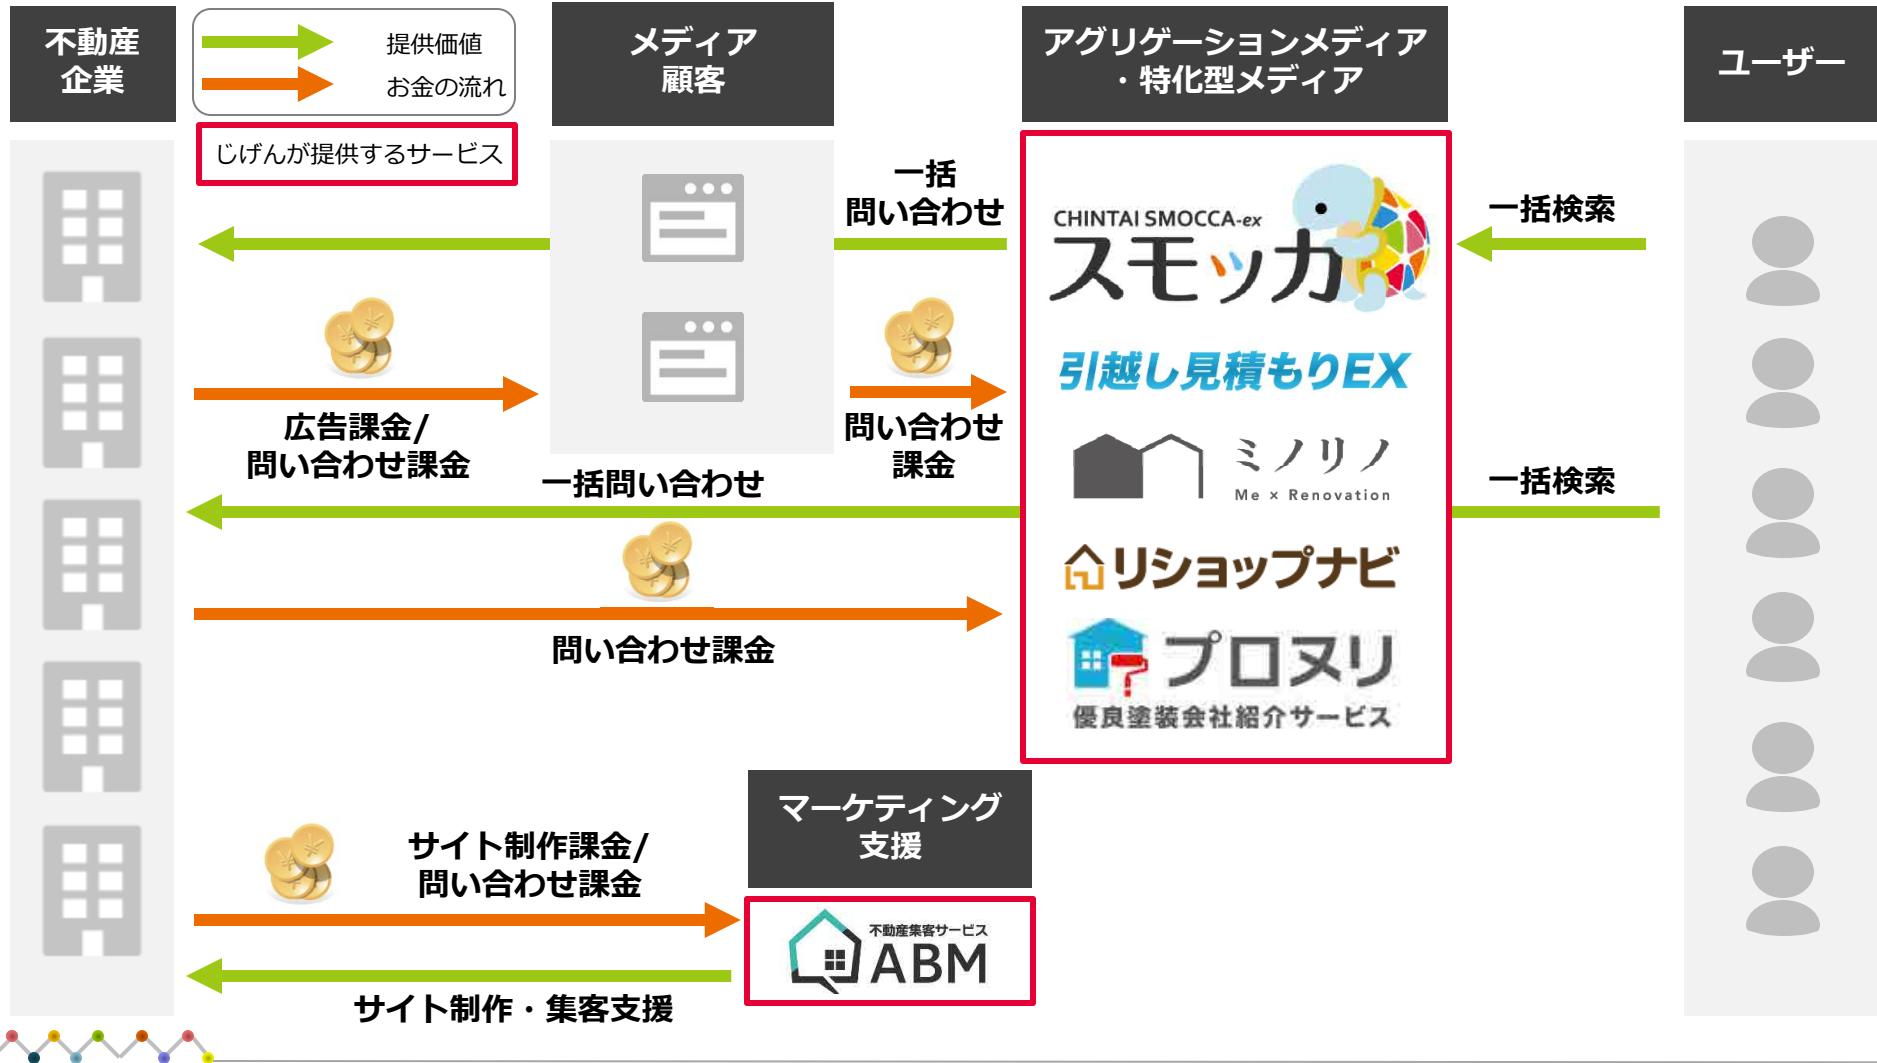 不動産
企業
提供価値
お金の流れ
じげんが提供するサービス
メディア
顧客
アグリゲーションメディア
・特化型メディア
ユーザー
一括
問い合わせ
CHINTAI SMOCCA-ex
スモッカ
一括検索
広告課金/
問い合わせ課金
問い合わせ
課金
引越し見積もりEX
ミノリノ
Me × Renovation
一括問い合わせ
一括検索
リショップナビ
問い合わせ課金
プロヌリ
優良塗装会社紹介サービス
マーケティング
支援
サイト制作課金/
問い合わせ課金
不動産集客サービス
ABM
サイト制作・集客支援